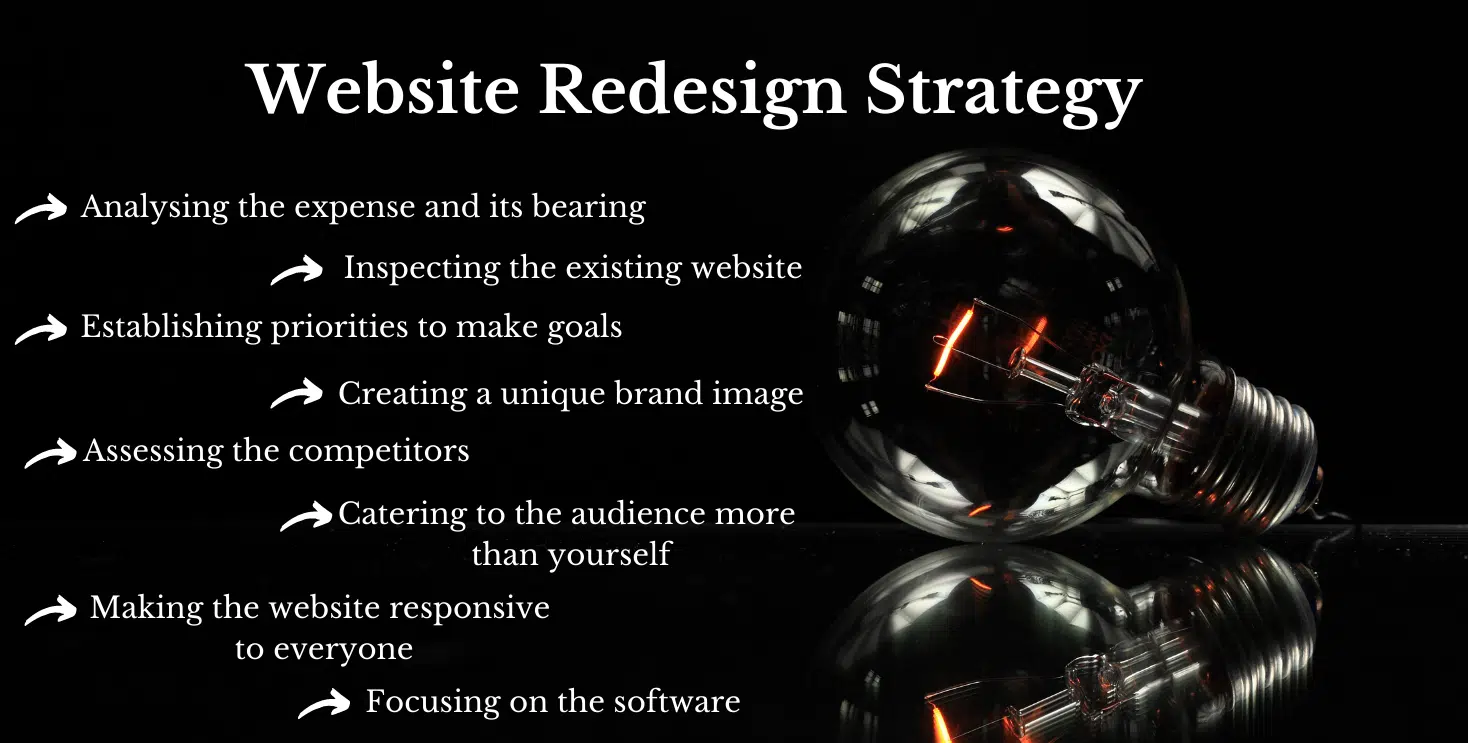 Website Redesign Strategy
Analysing the expense and its bearing
Inspecting the existing website
Establishing priorities to make goals
Creating a unique brand image
Assessing the competitors
Catering to the audience more
than yourself
Making the website responsive
to everyone
Focusing on the software